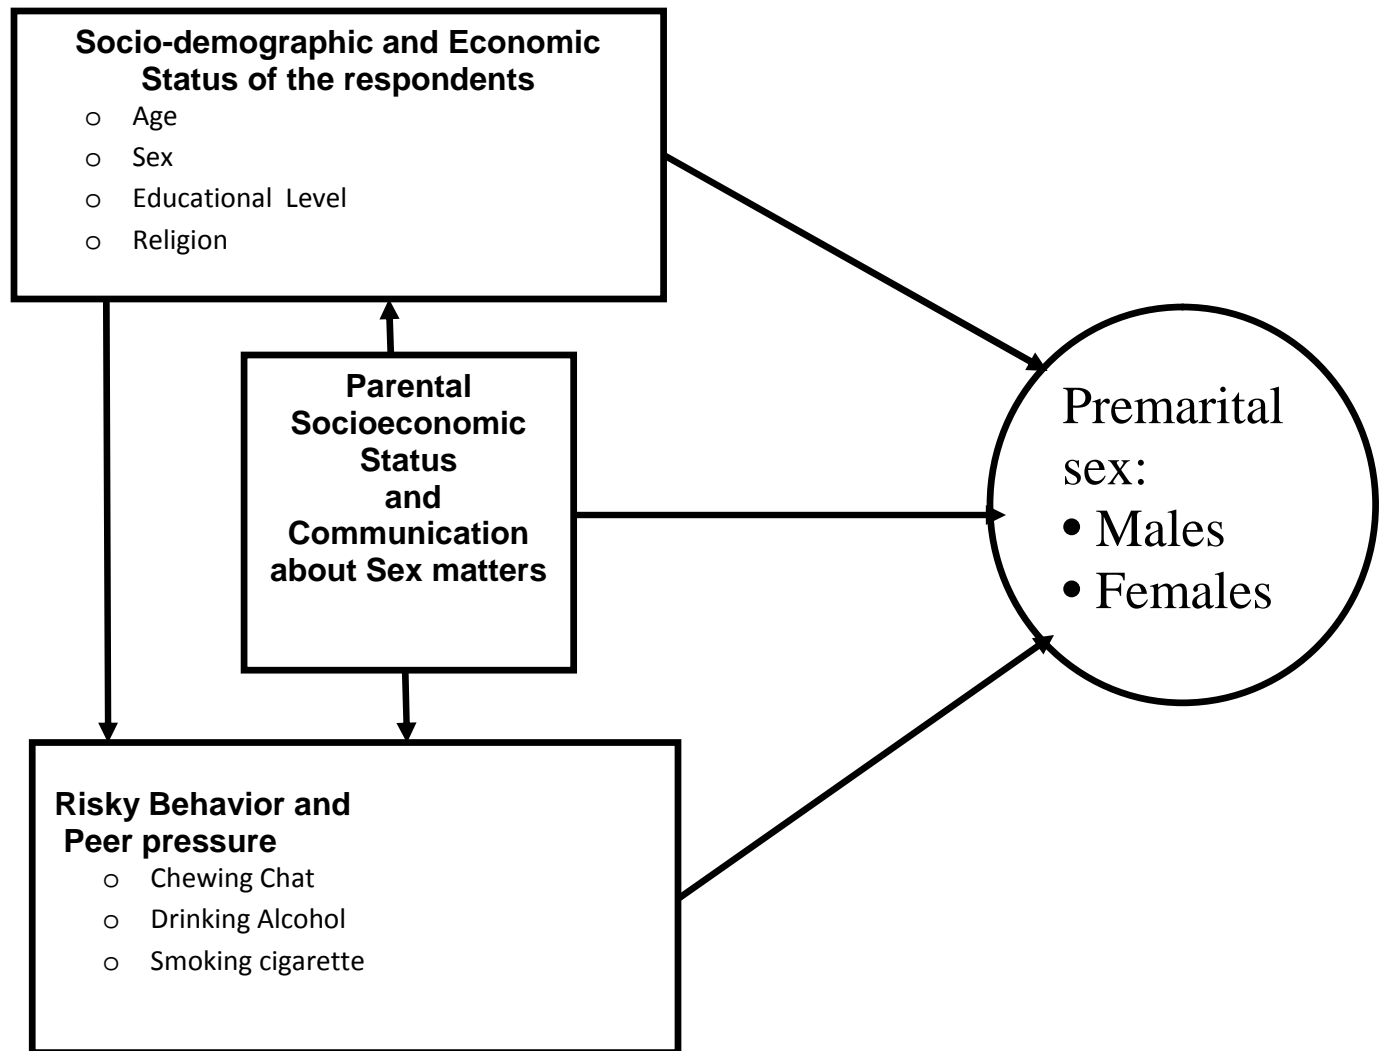 Socio-demographic and Economic
Status of the respondents
o Age
o Sex
o Educational Level
o Religion
Parental
Socioeconomic
Status
and
Communication
about Sex matters
Premarital
sex:
• Males
• Females
Risky Behavior and
Peer pressure
o Chewing Chat
o Drinking Alcohol
o Smoking cigarette